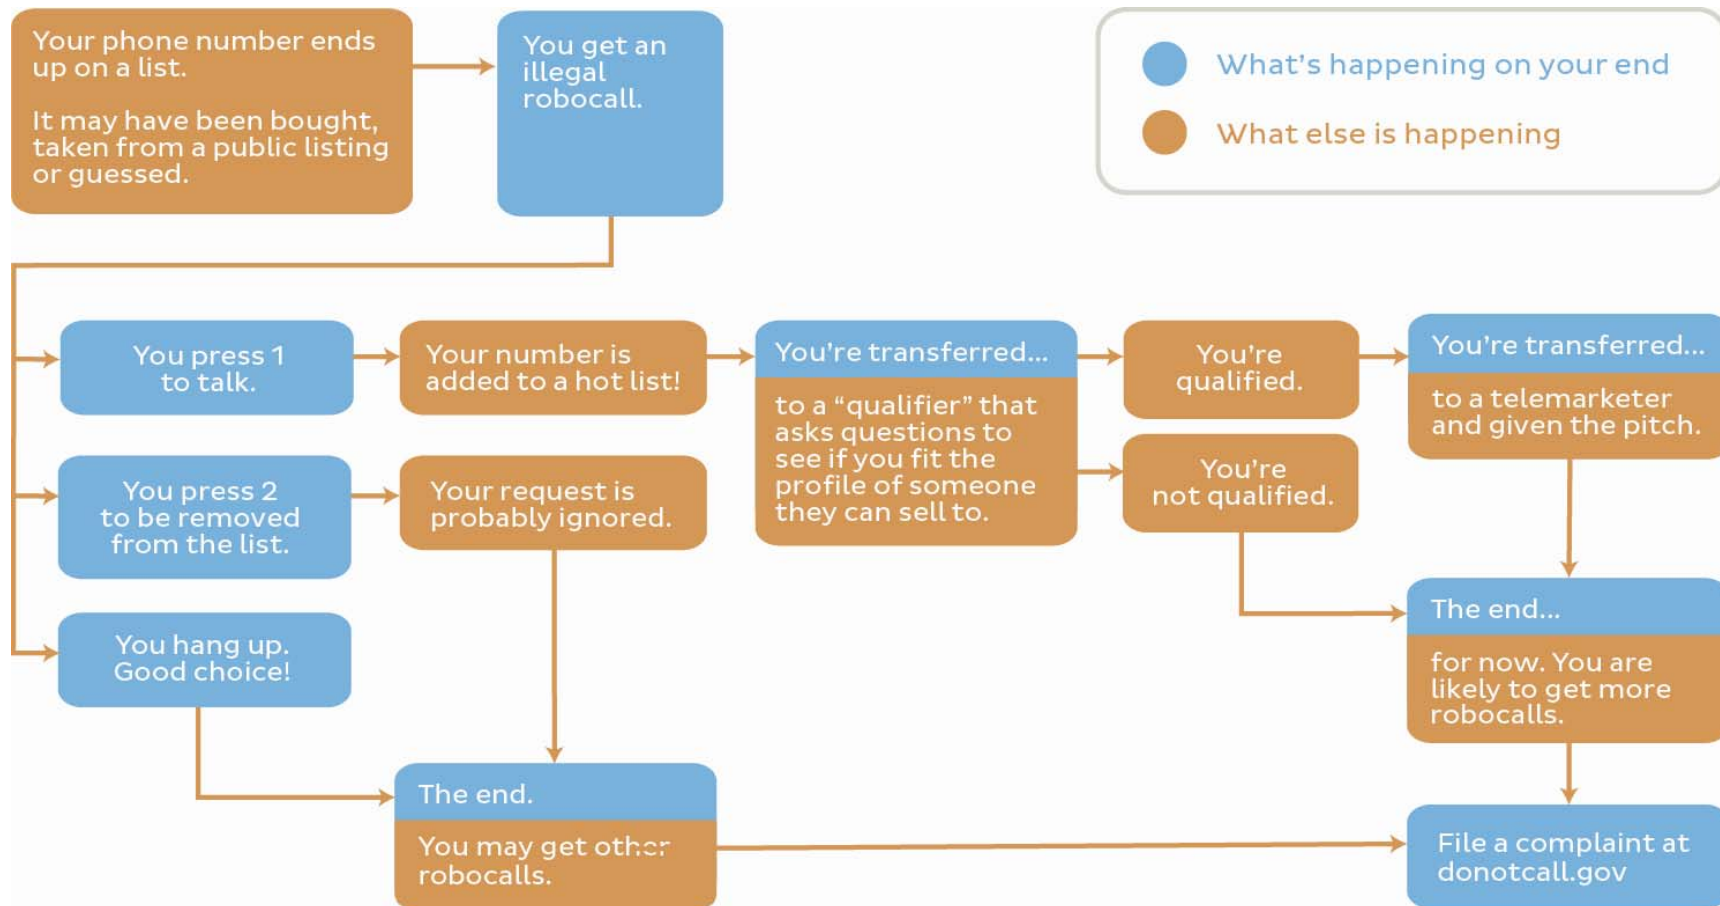 Your phone number ends
up on a list.
It may have been bought,
taken from a public listing
or guessed.
You get an
illegal
robocall.
What's happening on your end
What else is happening
You press 1
to talk.
Your number is
added to a hot list!
You're transferred...
to a “qualifier” that
asks questions to
see if you fit the
profile of someone
they can sell to.
You're
qualified.
You're transferred...
to a telemarketer
and given the pitch.
You press 2
to be removed
from the list.
Your request is
probably ignored.
You're
not qualified.
You hang up.
Good choice!
The end...
for now. You are
likely to get more
robocalls.
The end.
You may get other
robocalls.
File a complaint at
donotcall.gov